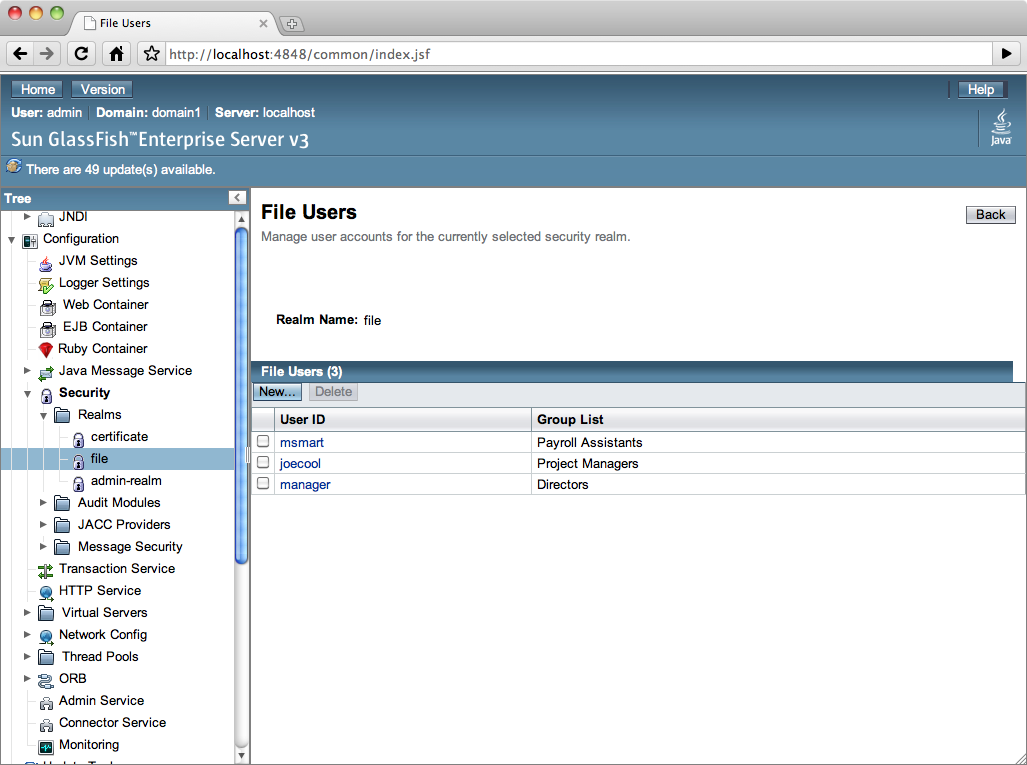 File Users
http://localhost:4848/common/index.jsf
Home Version Help
User: admin Domain: domain1 Server: localhost
Sun GlassFish™ Enterprise Server v3
Java
There are 49 update(s) available.
Tree
JNDI
Configuration
JVM Settings
Logger Settings
Web Container
EJB Container
Ruby Container
Java Message Service
Security
Realms
certificate
file
admin-realm
Audit Modules
JACC Providers
Message Security
Transaction Service
HTTP Service
Virtual Servers
Network Config
Thread Pools
ORB
Admin Service
Connector Service
Monitoring
File Users
Back
Manage user accounts for the currently selected security realm.
Realm Name: file
File Users (3)
New... Delete
User ID Group List
msmart Payroll Assistants
joecool Project Managers
manager Directors